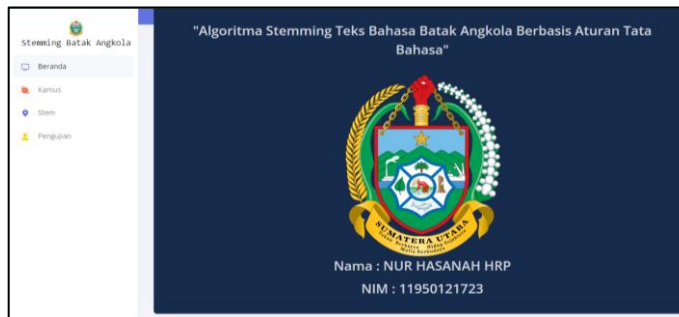 Stemming Batak Angkola
Beranda
Kamus
Stem
Pengujian
"Algoritma Stemming Teks Bahasa Batak Angkola Berbasis Aturan Tata
Bahasa"
SUMATERA UTARA
Nama : NUR HASANAH HRP
NIM : 11950121723